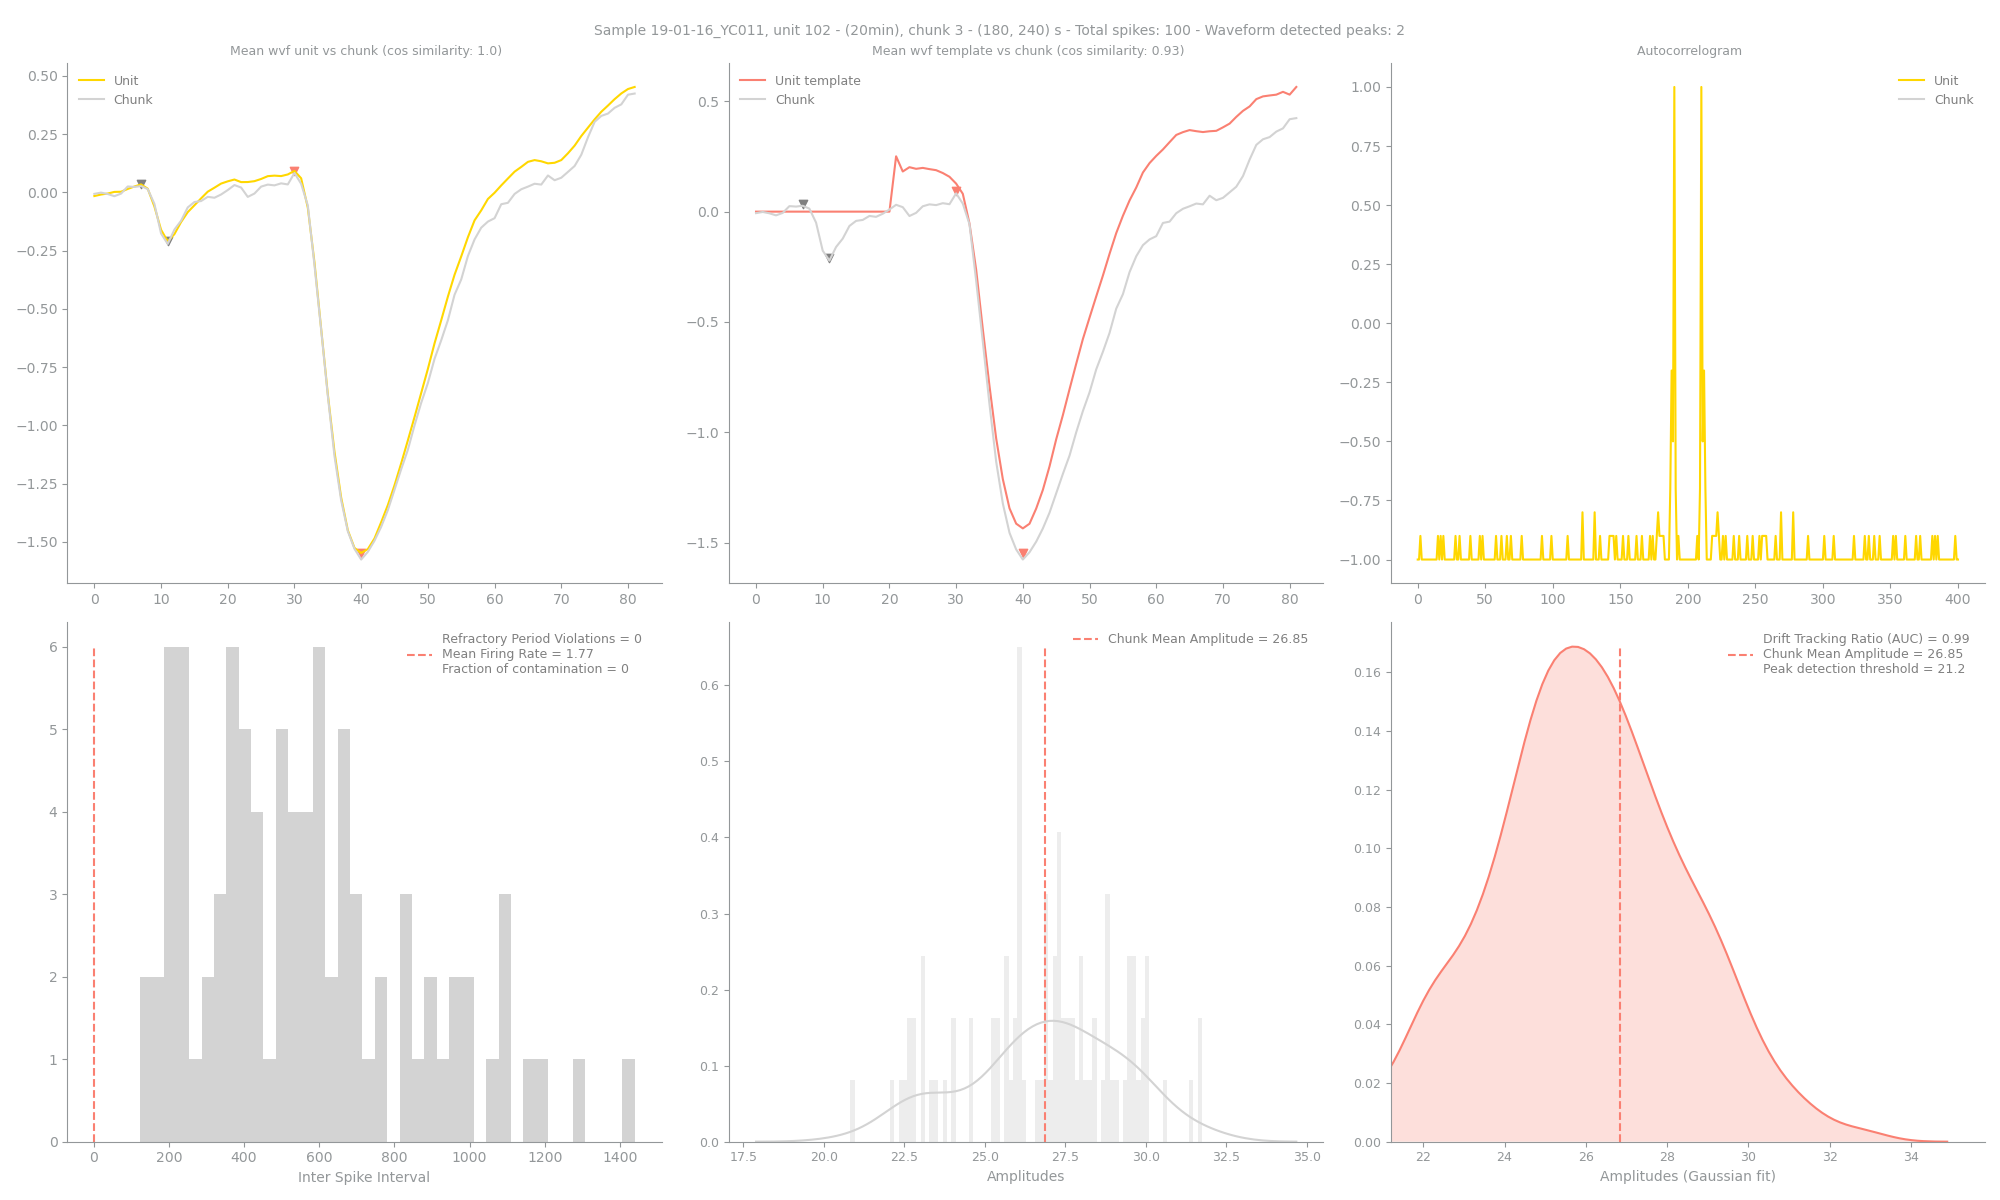 Sample 19-01-16_YC011, unit 102 - (20min), chunk 3 - (180, 240) s - Total spikes: 100 - Waveform detected peaks: 2
Mean wvf unit vs chunk (cos similarity: 1.0)
Unit
Chunk
0.50
0.25
0.00
−0.25
−0.50
−0.75
−1.00
−1.25
−1.50
0 10 20 30 40 50 60 70 80
Mean wvf template vs chunk (cos similarity: 0.93)
Unit template
Chunk
0.5
0.0
−0.5
−1.0
−1.5
0 10 20 30 40 50 60 70 80
Autocorrelogram
Unit
Chunk
1.00
0.75
0.50
0.25
0.00
−0.25
−0.50
−0.75
−1.00
0 50 100 150 200 250 300 350 400
Refractory Period Violations = 0
Mean Firing Rate = 1.77
Fraction of contamination = 0
6
5
4
3
2
1
0
0 200 400 600 800 1000 1200 1400
Inter Spike Interval
Chunk Mean Amplitude = 26.85
0.6
0.5
0.4
0.3
0.2
0.1
0.0
17.5 20.0 22.5 25.0 27.5 30.0 32.5 35.0
Amplitudes
Drift Tracking Ratio (AUC) = 0.99
Chunk Mean Amplitude = 26.85
Peak detection threshold = 21.2
0.16
0.14
0.12
0.10
0.08
0.06
0.04
0.02
0.00
22 24 26 28 30 32 34
Amplitudes (Gaussian fit)